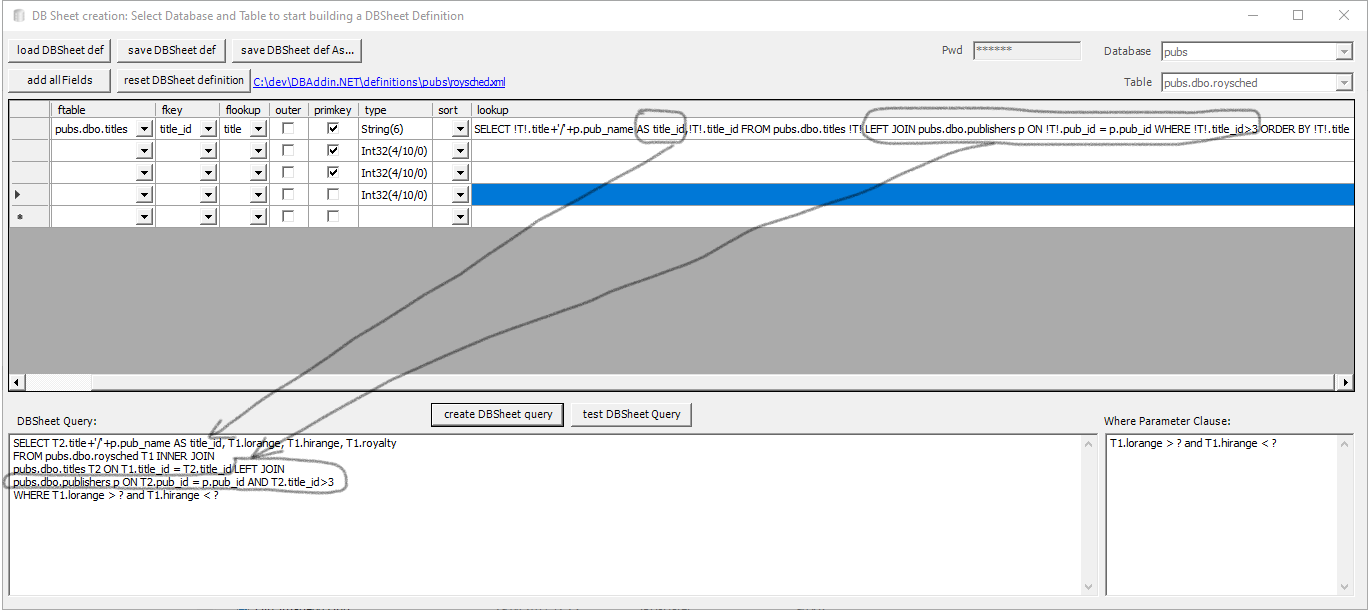 DB Sheet creation: Select Database and Table to start building a DBSheet Definition
load DBSheet def save DBSheet def save DBSheet def As... Pwd ****** Database pubs
add all Fields reset DBSheet definition C:\dev\DBAddin.NET\definitions\pubs\roysched.xml Table pubs.dbo.roysched
ftable fkey flookup outer primkey type sort lookup
pubs.dbo.titles title_id title String(6) SELECT !T!.title+'/'+p.pub_name AS title_id,!T!.title_id FROM pubs.dbo.titles !T! LEFT JOIN pubs.dbo.publishers p ON !T!.pub_id = p.pub_id WHERE !T!.title_id>3 ORDER BY !T!.title
Int32(4/10/0)
Int32(4/10/0)
Int32(4/10/0)
create DBSheet query test DBSheet Query
DBSheet Query: Where Parameter Clause:
SELECT T2.title+'/'+p.pub_name AS title_id, T1.lorange, T1.hirange, T1.royalty
FROM pubs.dbo.roysched T1 INNER JOIN
pubs.dbo.titles T2 ON T1.title_id = T2.title_id LEFT JOIN
pubs.dbo.publishers p ON T2.pub_id = p.pub_id AND T2.title_id>3
WHERE T1.lorange > ? and T1.hirange < ?
T1.lorange > ? and T1.hirange < ?